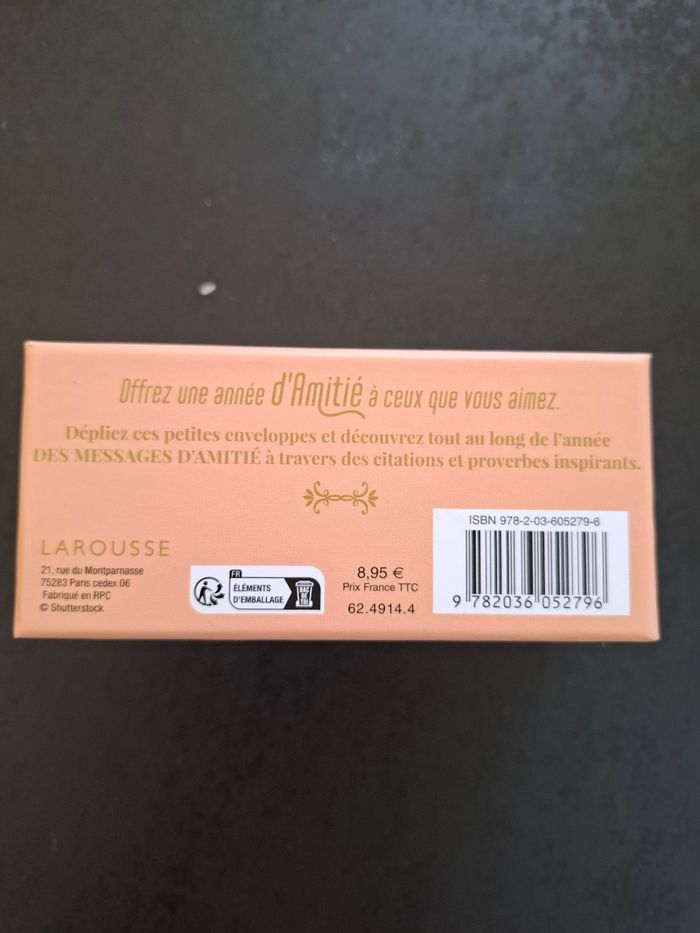 Offrez une année d'Amitié à ceux que vous aimez.
Dépliez ces petites enveloppes et découvrez tout au long de l'année
DES MESSAGES D'AMITIÉ à travers des citations et proverbes inspirants.
LAROUSSE
21, rue du Montparnasse
75283 Paris cedex 06
Fabriqué en RPC
© Shutterstock
FR
ÉLÉMENTS
D'EMBALLAGE
BAC
DE
TRI
8,95 €
Prix France TTC
62.4914.4
ISBN 978-2-03-605279-6
9 782036 052796